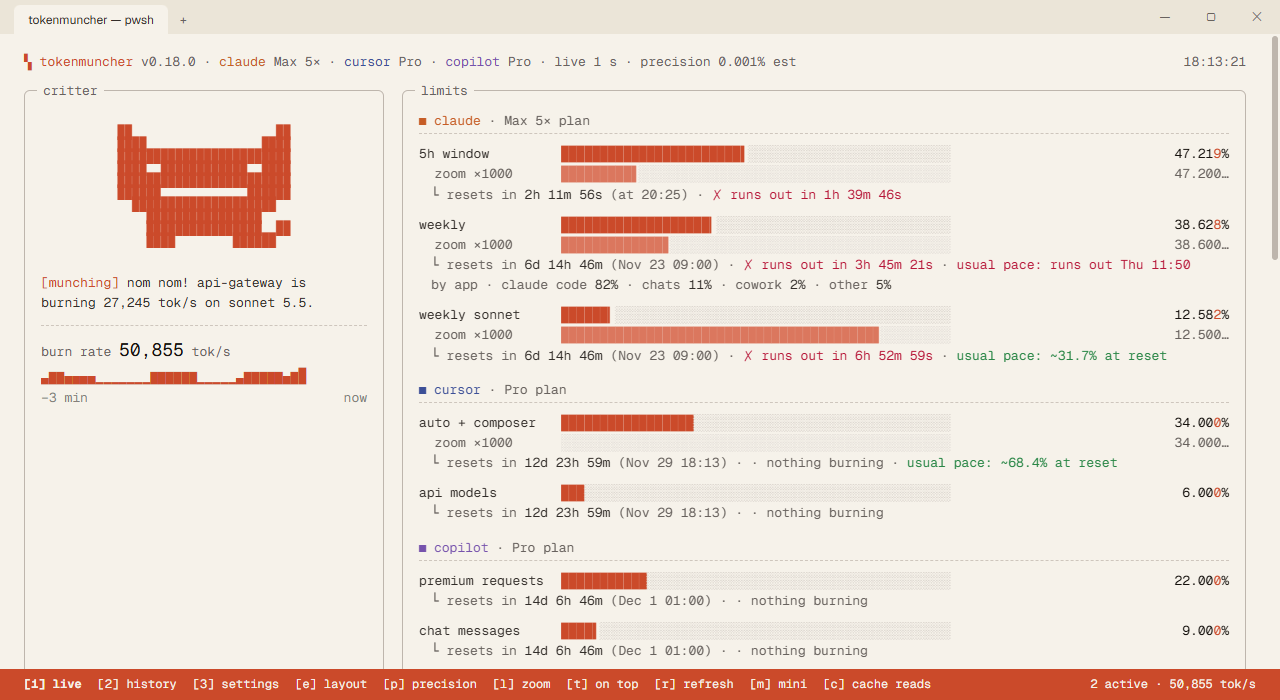 tokenmuncher — pwsh
tokenmuncher v0.18.0 · claude Max 5× · cursor Pro · copilot Pro · live 1 s · precision 0.001% est 18:13:21
critter
[munching] nom nom! api-gateway is
burning 27,245 tok/s on sonnet 5.5.
burn rate 50,855 tok/s
−3 min now
limits
claude · Max 5× plan
5h window 47.219%
zoom ×1000 47.200…
└ resets in 2h 11m 56s (at 20:25) · ✗ runs out in 1h 39m 46s
weekly 38.628%
zoom ×1000 38.600…
└ resets in 6d 14h 46m (Nov 23 09:00) · ✗ runs out in 3h 45m 21s · usual pace: runs out Thu 11:50
by app · claude code 82% · chats 11% · cowork 2% · other 5%
weekly sonnet 12.582%
zoom ×1000 12.500…
└ resets in 6d 14h 46m (Nov 23 09:00) · ✗ runs out in 6h 52m 59s · usual pace: ~31.7% at reset
cursor · Pro plan
auto + composer 34.000%
zoom ×1000 34.000…
└ resets in 12d 23h 59m (Nov 29 18:13) · · nothing burning · usual pace: ~68.4% at reset
api models 6.000%
└ resets in 12d 23h 59m (Nov 29 18:13) · · nothing burning
copilot · Pro plan
premium requests 22.000%
└ resets in 14d 6h 46m (Dec 1 01:00) · · nothing burning
chat messages 9.000%
└ resets in 14d 6h 46m (Dec 1 01:00) · · nothing burning
[1] live [2] history [3] settings [e] layout [p] precision [l] zoom [t] on top [r] refresh [m] mini [c] cache reads 2 active · 50,855 tok/s